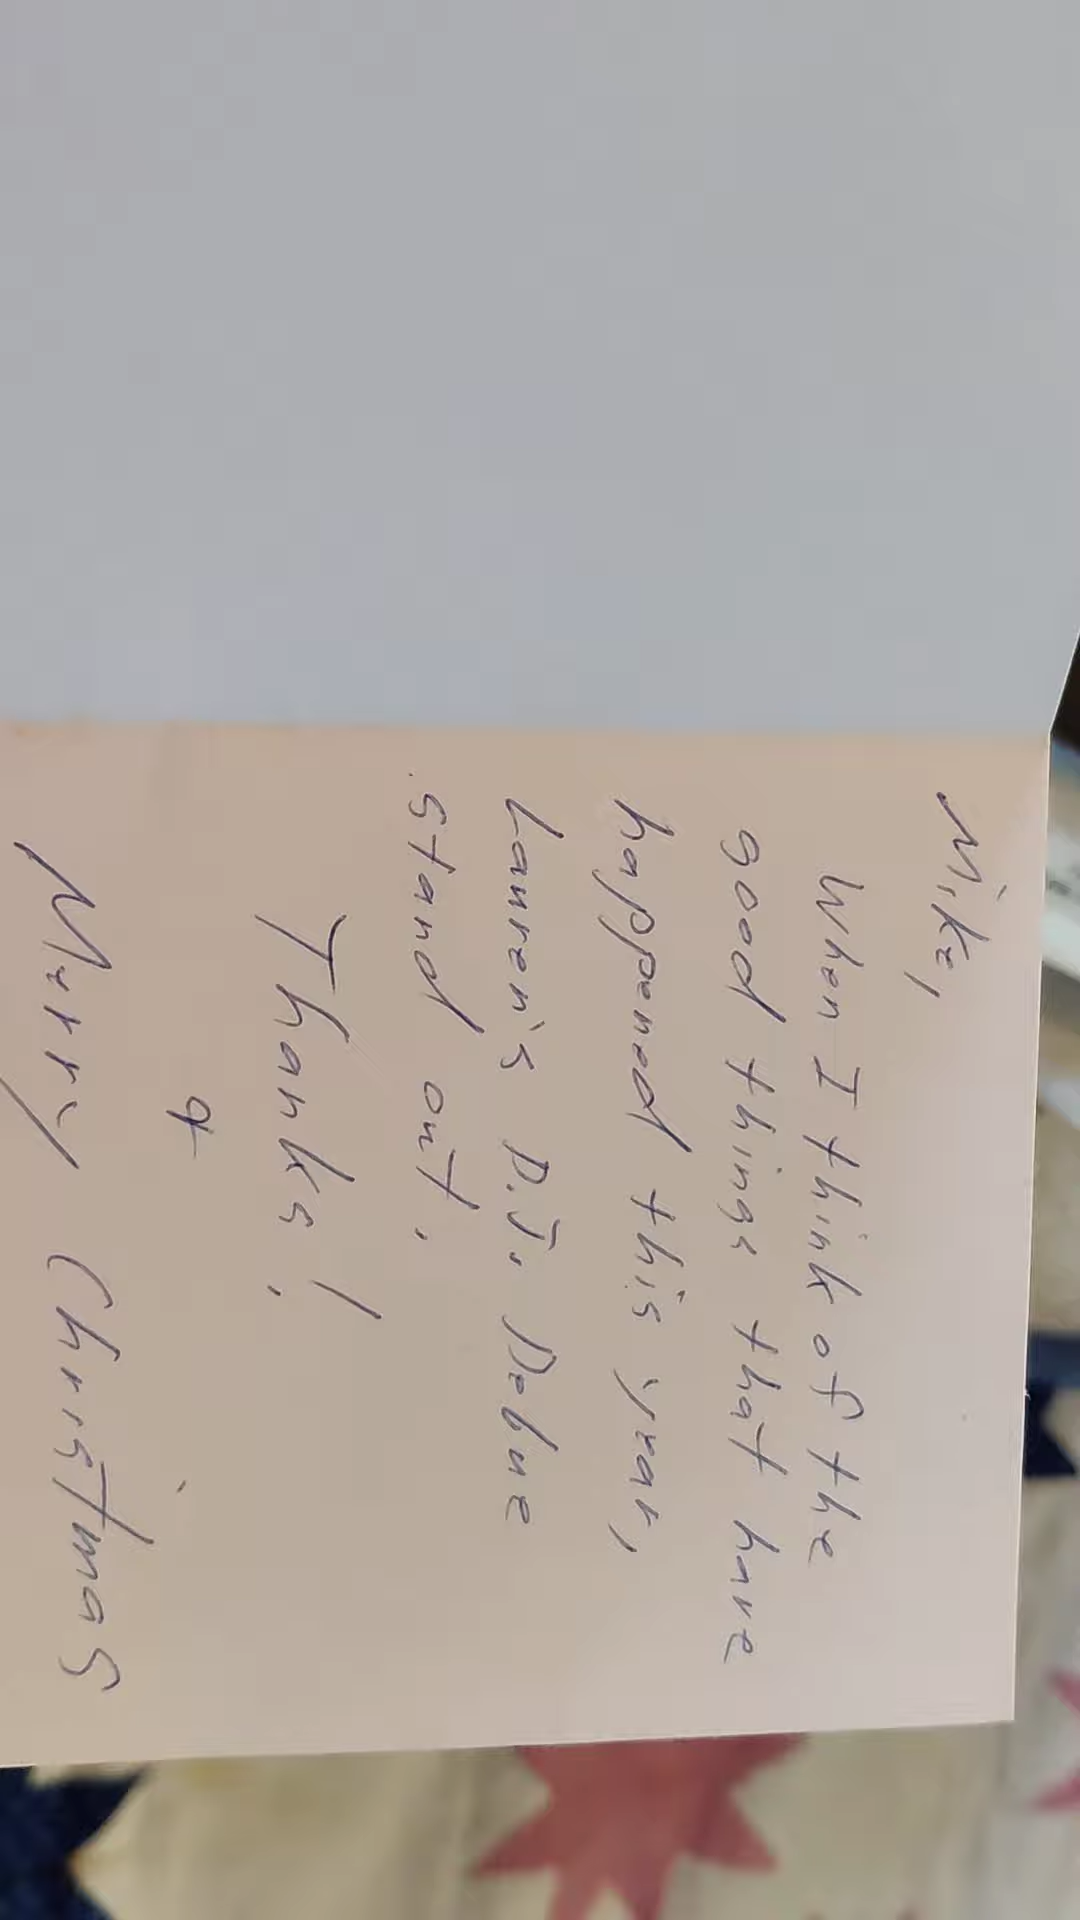 Mike,
When I think of the
good things that have
happened this year,
Lauren's D.J. Debue
stand out.
Thanks!
&
Merry Christmas